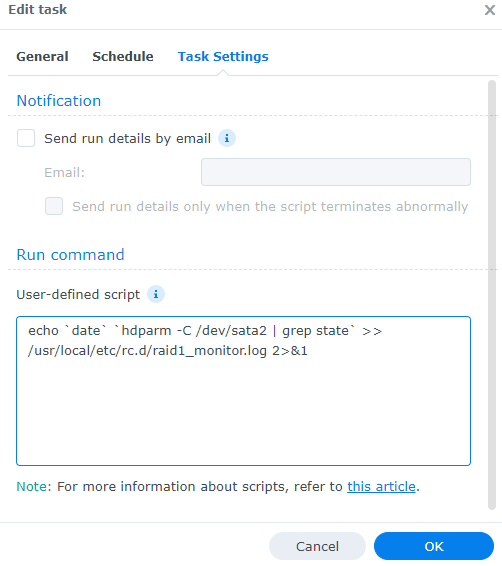 Edit task
General Schedule Task Settings
Notification
Send run details by email i
Email:
Send run details only when the script terminates abnormally
Run command
User-defined script i
echo `date` `hdparm -C /dev/sata2 | grep state` >>
/usr/local/etc/rc.d/raid1_monitor.log 2>&1
Note: For more information about scripts, refer to this article.
Cancel OK